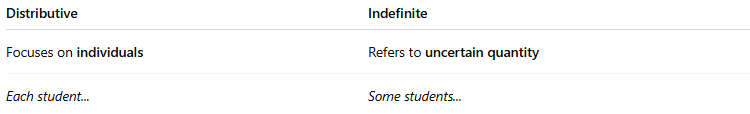 Distributive Indefinite
Focuses on individuals Refers to uncertain quantity
Each student... Some students...